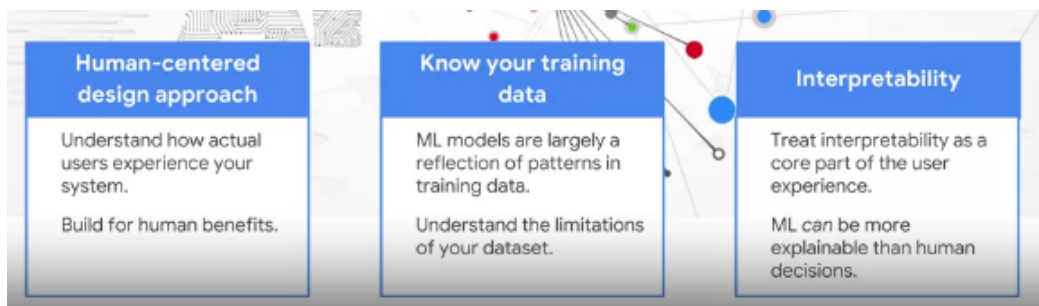 Human-centered
design approach
Understand how actual
users experience your
system.
Build for human benefits.
Know your training
data
ML models are largely a
reflection of patterns in
training data.
Understand the limitations
of your dataset.
Interpretability
Treat interpretability as a
core part of the user
experience.
ML can be more
explainable than human
decisions.